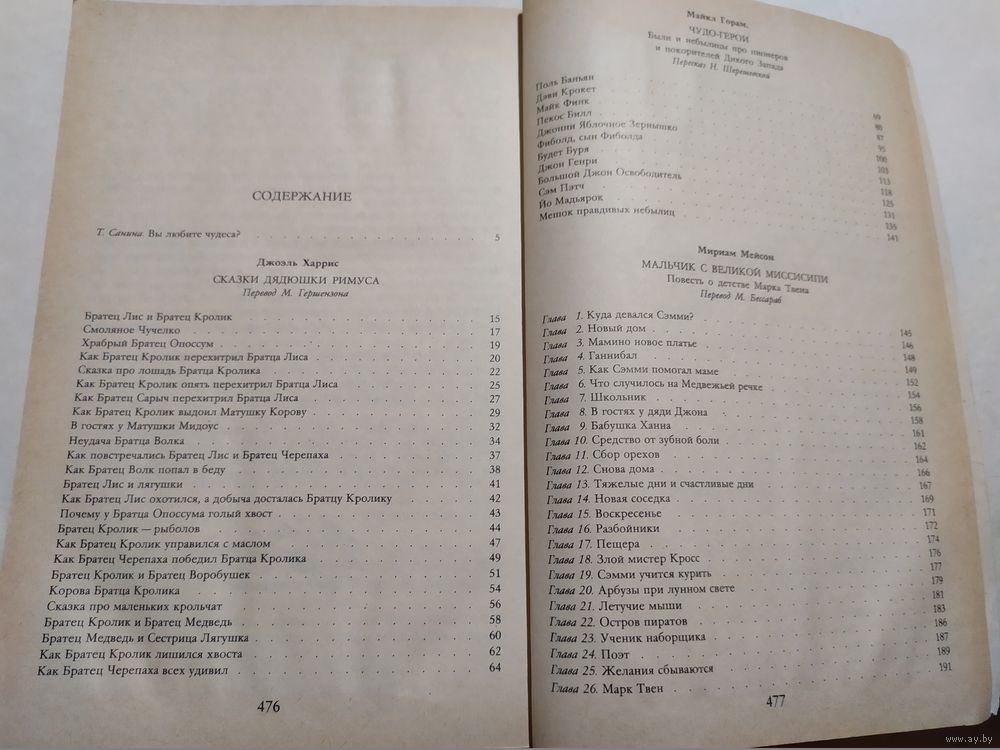 СОДЕРЖАНИЕ
Т. Санина. Вы любите чудеса? 5
Джоэль Харрис
СКАЗКИ ДЯДЮШКИ РИМУСА
Перевод М. Гершензона
Братец Лис и Братец Кролик 15
Смоляное Чучелко 17
Храбрый Братец Опоссум 19
Как Братец Кролик перехитрил Братца Лиса 20
Сказка про лошадь Братца Кролика 22
Как Братец Кролик опять перехитрил Братца Лиса 25
Как Братец Сарыч перехитрил Братца Лиса 27
Как Братец Кролик выдоил Матушку Корову 29
В гостях у Матушки Мидоус 32
Неудача Братца Волка 34
Как повстречались Братец Лис и Братец Черепаха 37
Как Братец Волк попал в беду 38
Братец Лис и лягушки 41
Как Братец Лис охотился, а добыча досталась Братцу Кролику 42
Почему у Братца Опоссума голый хвост 43
Братец Кролик — рыболов 44
Как Братец Кролик управился с маслом 47
Как Братец Черепаха победил Братца Кролика 49
Братец Кролик и Братец Воробушек 51
Корова Братца Кролика 54
Сказка про маленьких крольчат 56
Братец Кролик и Братец Медведь 58
Братец Медведь и Сестрица Лягушка 60
Как Братец Кролик лишился хвоста 62
Как Братец Черепаха всех удивил 64
476
Майкл Горам.
ЧУДО-ГЕРОИ
Были и небылицы про пионеров
и покорителей Дикого Запада
Пересказ Н. Шерешевской
Поль Баньян 69
Дэви Крокет 80
Майк Финк 87
Пекос Билл 95
Джонни Яблочное Зернышко 100
Фиболд, сын Фиболда 103
Будет Буря 113
Джон Генри 118
Большой Джон Освободитель 125
Сэм Пэтч 131
Йо Мадьярок 135
Мешок правдивых небылиц 141
Мириам Мейсон
МАЛЬЧИК С ВЕЛИКОЙ МИССИСИПИ
Повесть о детстве Марка Твена
Перевод М. Бессараб
Глава 1. Куда девался Сэмми? 145
Глава 2. Новый дом 146
Глава 3. Мамино новое платье 148
Глава 4. Ганнибал 149
Глава 5. Как Сэмми помогал маме 152
Глава 6. Что случилось на Медвежьей речке 154
Глава 7. Школьник 156
Глава 8. В гостях у дяди Джона 158
Глава 9. Бабушка Ханна 161
Глава 10. Средство от зубной боли 162
Глава 11. Сбор орехов 164
Глава 12. Снова дома 166
Глава 13. Тяжелые дни и счастливые дни 167
Глава 14. Новая соседка 169
Глава 15. Воскресенье 171
Глава 16. Разбойники 172
Глава 17. Пещера 174
Глава 18. Злой мистер Кросс 176
Глава 19. Сэмми учится курить 177
Глава 20. Арбузы при лунном свете 179
Глава 21. Летучие мыши 181
Глава 22. Остров пиратов 183
Глава 23. Ученик наборщика 186
Глава 24. Поэт 187
Глава 25. Желания сбываются 189
Глава 26. Марк Твен 191
477
www.ay.by